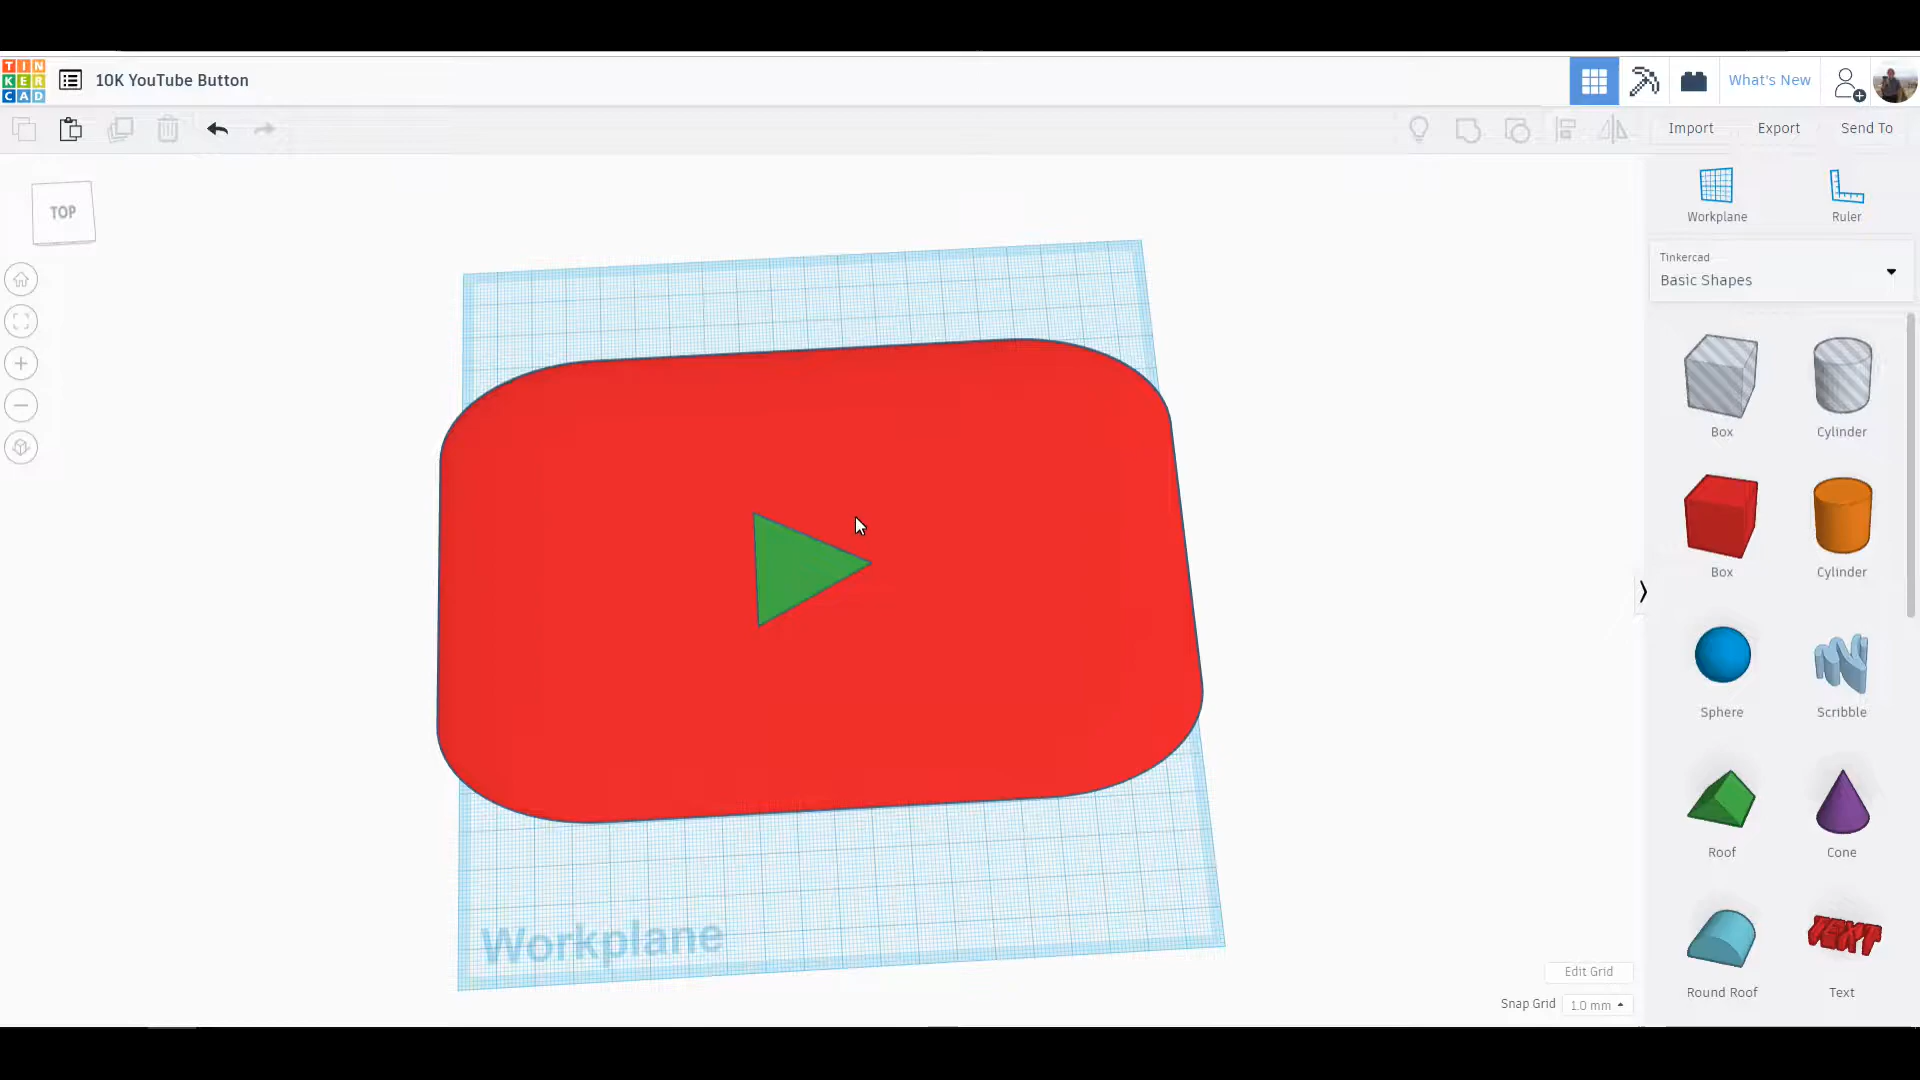 TIN
KER
CAD
10K YouTube Button
What's New
Import
Export
Send To
TOP
Workplane
Ruler
Tinkercad
Basic Shapes
Box
Cylinder
Box
Cylinder
Sphere
Scribble
Roof
Cone
TEXT
Round Roof
Text
Workplane
Edit Grid
Snap Grid
1.0 mm